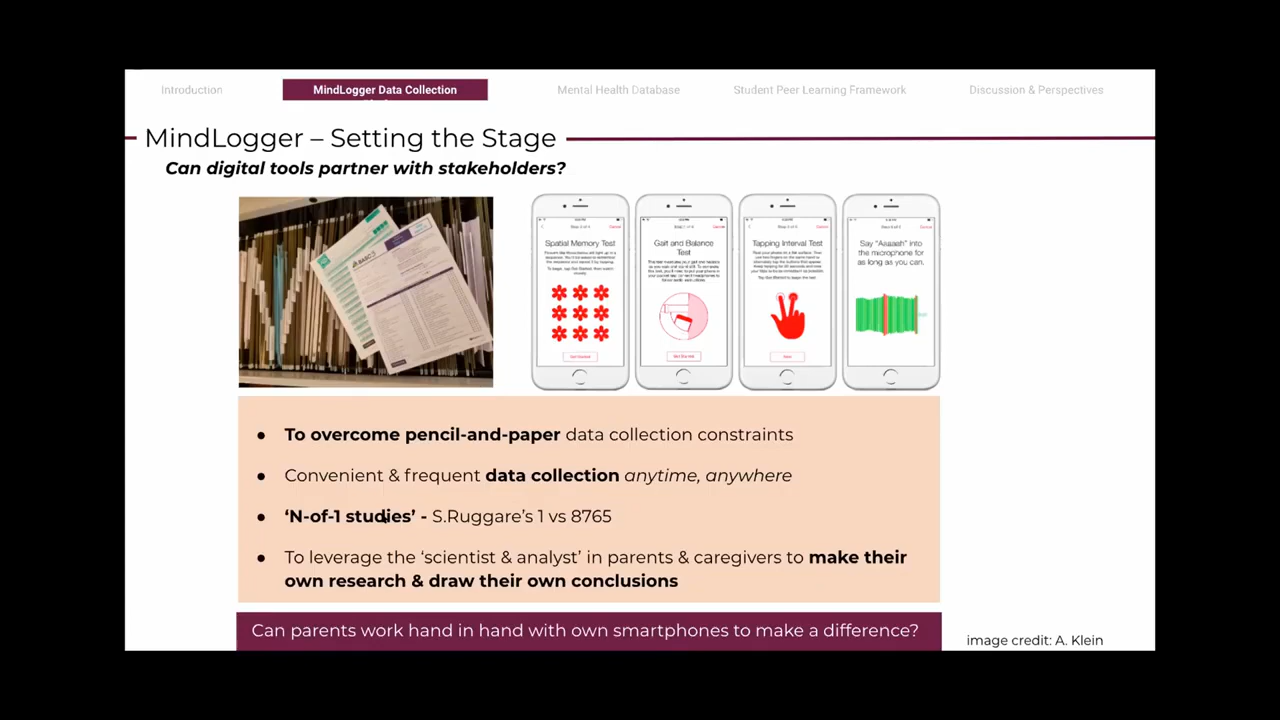 Introduction
MindLogger Data Collection
Mental Health Database
Student Peer Learning Framework
Discussion & Perspectives
MindLogger – Setting the Stage
Can digital tools partner with stakeholders?
Spatial Memory Test
Get Started
Gait and Balance
Test
Get Started
Tapping Interval Test
Say “Aaaaah” into
the microphone for
as long as you can.
● To overcome pencil-and-paper data collection constraints
● Convenient & frequent data collection anytime, anywhere
● ‘N-of-1 studies’ - S.Ruggare’s 1 vs 8765
● To leverage the ‘scientist & analyst’ in parents & caregivers to make their
own research & draw their own conclusions
Can parents work hand in hand with own smartphones to make a difference?
image credit: A. Klein